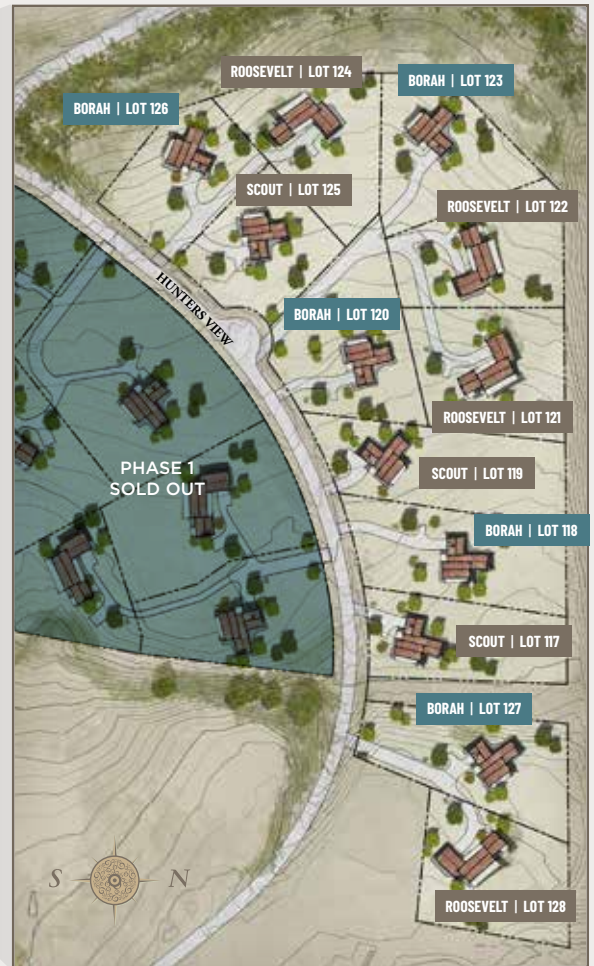 ROOSEVELT | LOT 124
BORAH | LOT 123
BORAH | LOT 126
SCOUT | LOT 125
ROOSEVELT | LOT 122
HUNTERS VIEW
BORAH | LOT 120
ROOSEVELT | LOT 121
PHASE 1
SOLD OUT
SCOUT | LOT 119
BORAH | LOT 118
SCOUT | LOT 117
BORAH | LOT 127
S N
ROOSEVELT | LOT 128